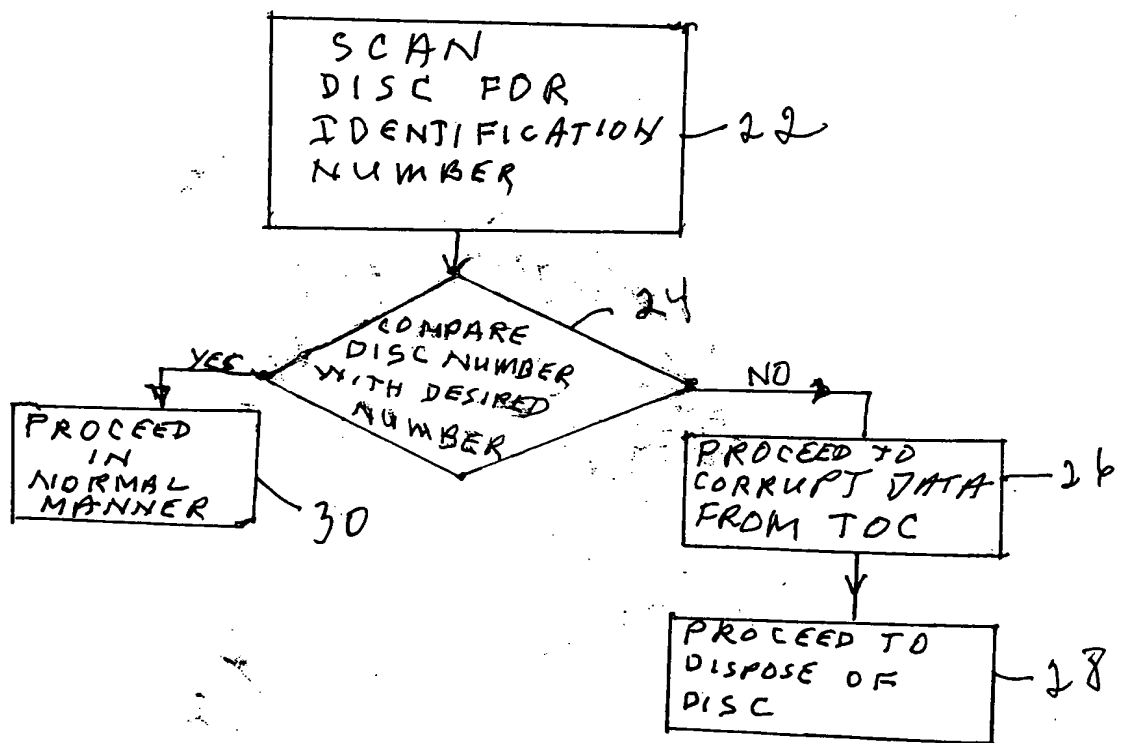 SCAN
DISC FOR
IDENTIFICATION
NUMBER
22
COMPARE
DISC NUMBER
WITH DESIRED
NUMBER
24
YES
NO
PROCEED
IN
NORMAL
MANNER
30
PROCEED TO
CORRUPT DATA
FROM TOC
26
PROCEED TO
DISPOSE OF
DISC
28